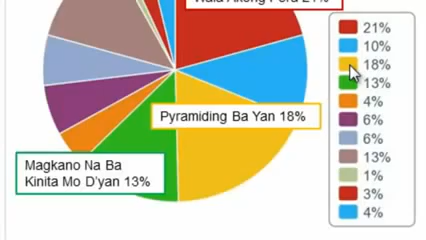 Wala Akong Pera 21%
Pyramiding Ba Yan 18%
Magkano Na Ba
Kinita Mo D'yan 13%
21%
10%
18%
13%
4%
6%
6%
13%
1%
3%
4%